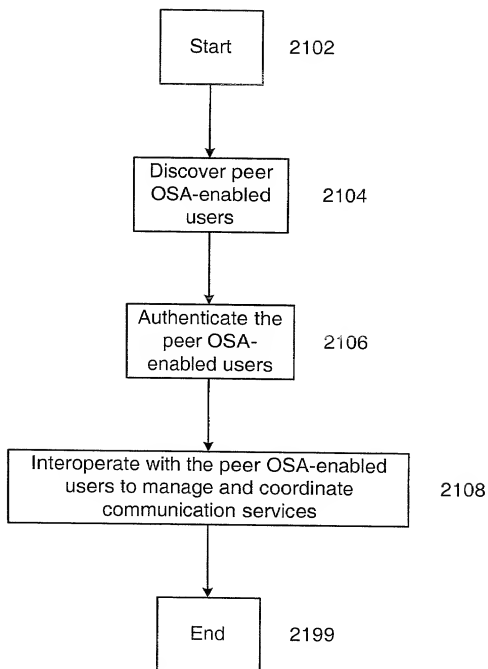 Start 2102
Discover peer
OSA-enabled 2104
users
Authenticate the
peer OSA- 2106
enabled users
Interoperate with the peer OSA-enabled
users to manage and coordinate 2108
communication services
End 2199